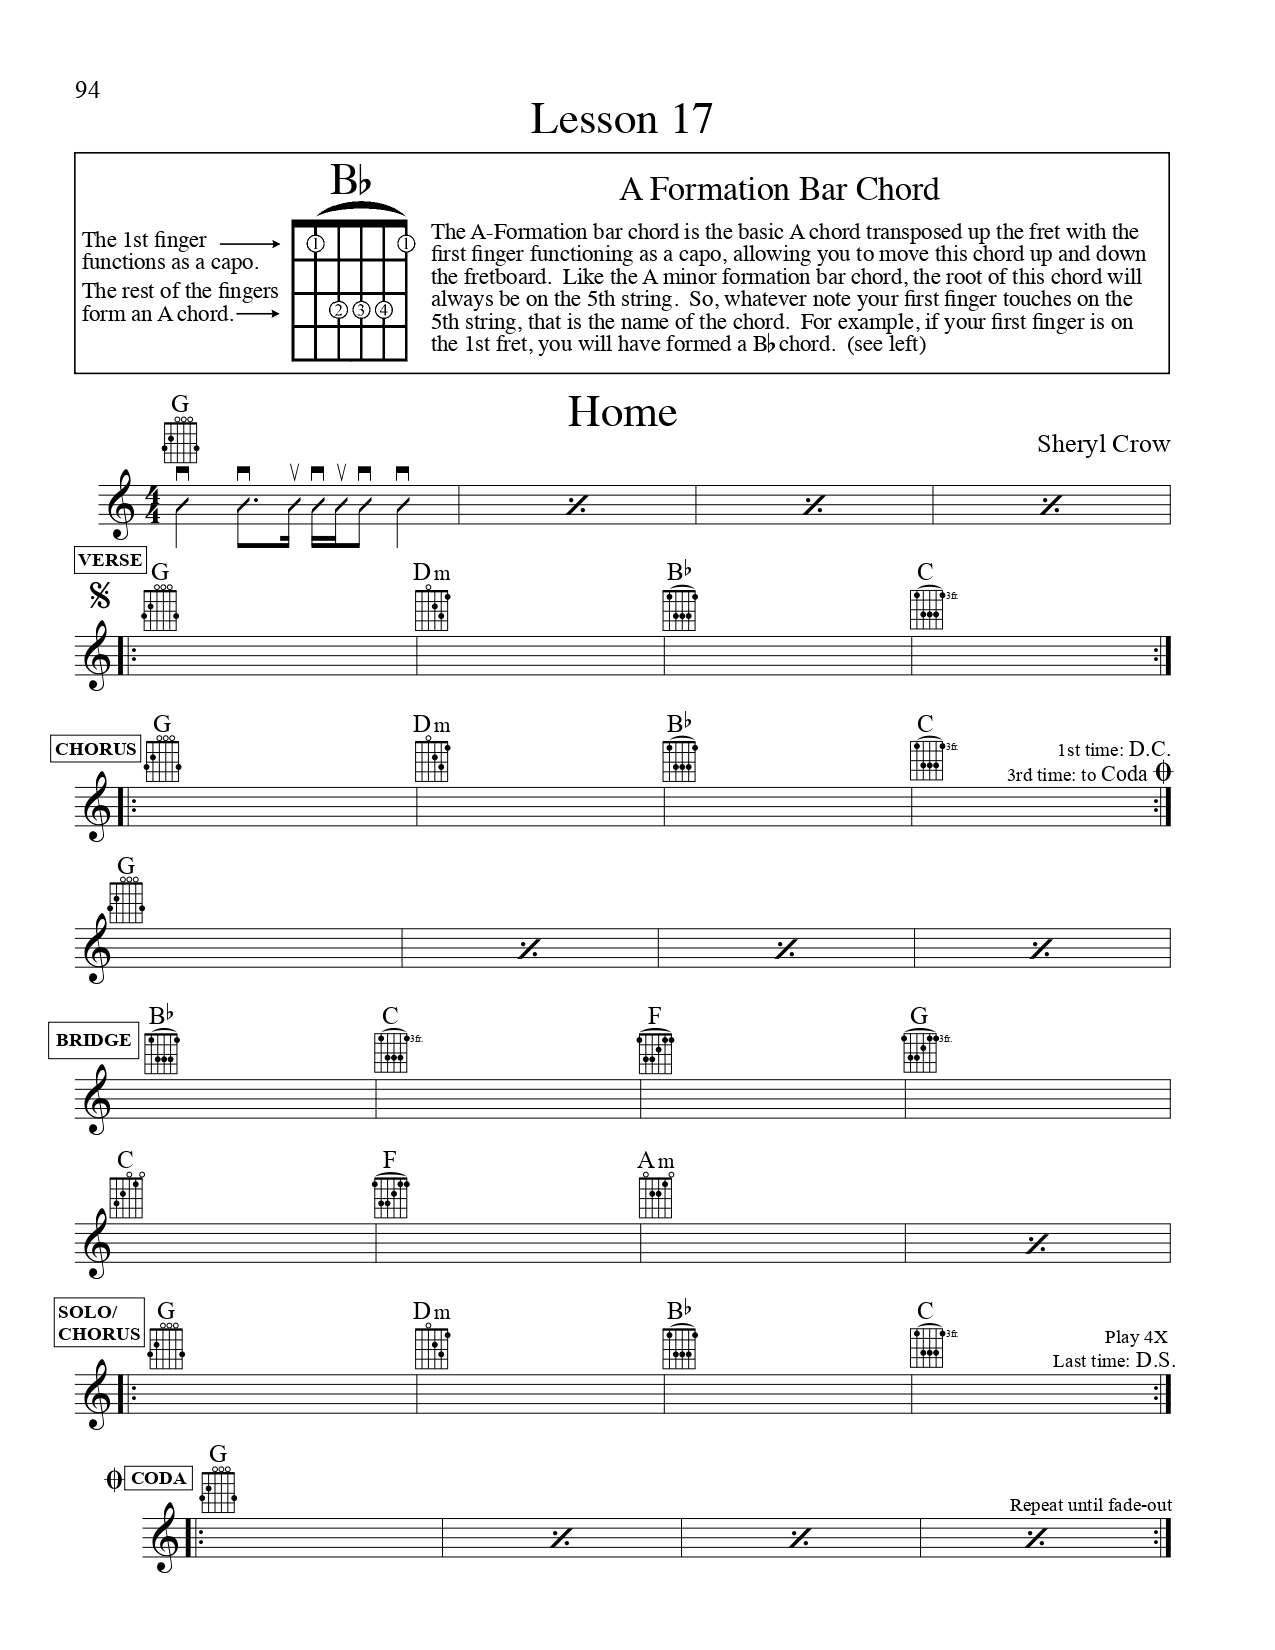 94
Lesson 17
B♭
A Formation Bar Chord
The 1st finger
functions as a capo.
The rest of the fingers
form an A chord.
1 1
2 3 4
The A-Formation bar chord is the basic A chord transposed up the fret with the
first finger functioning as a capo, allowing you to move this chord up and down
the fretboard. Like the A minor formation bar chord, the root of this chord will
always be on the 5th string. So, whatever note your first finger touches on the
5th string, that is the name of the chord. For example, if your first finger is on
the 1st fret, you will have formed a B♭ chord. (see left)
Home
Sheryl Crow
G
4
4
VERSE
G Dm B♭ C
3fr.
CHORUS
G Dm B♭ C
3fr.
1st time: D.C.
3rd time: to Coda
G
BRIDGE
B♭ C F G
3fr. 3fr.
C F Am
SOLO/
CHORUS
G Dm B♭ C
3fr.
Play 4X
Last time: D.S.
CODA
G
Repeat until fade-out